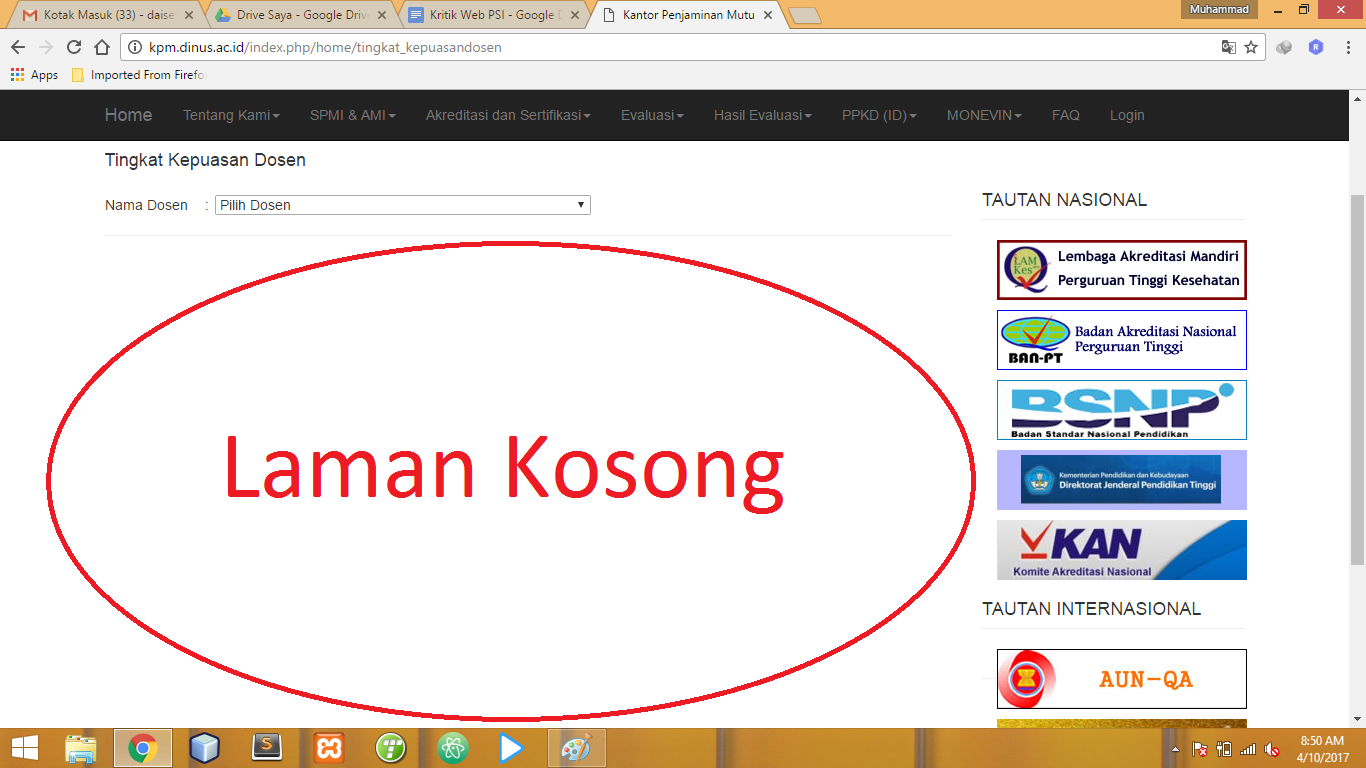 Kotak Masuk (33) - daise
Drive Saya - Google Drive
Kritik Web PSI - Google D
Kantor Penjaminan Mutu
Muhammad
kpm.dinus.ac.id/index.php/home/tingkat_kepuasandosen
Apps
Imported From Firefo
Home
Tentang Kami
SPMI & AMI
Akreditasi dan Sertifikasi
Evaluasi
Hasil Evaluasi
PPKD (ID)
MONEVIN
FAQ
Login
Tingkat Kepuasan Dosen
Nama Dosen : Pilih Dosen
Laman Kosong
TAUTAN NASIONAL
LAM
Kes
Lembaga Akreditasi Mandiri
Perguruan Tinggi Kesehatan
BAN-PT
Badan Akreditasi Nasional
Perguruan Tinggi
BSNP
Badan Standar Nasional Pendidikan
Kementerian Pendidikan dan Kebudayaan
Direktorat Jenderal Pendidikan Tinggi
KAN
Komite Akreditasi Nasional
TAUTAN INTERNASIONAL
AUN-QA
8:50 AM
4/10/2017